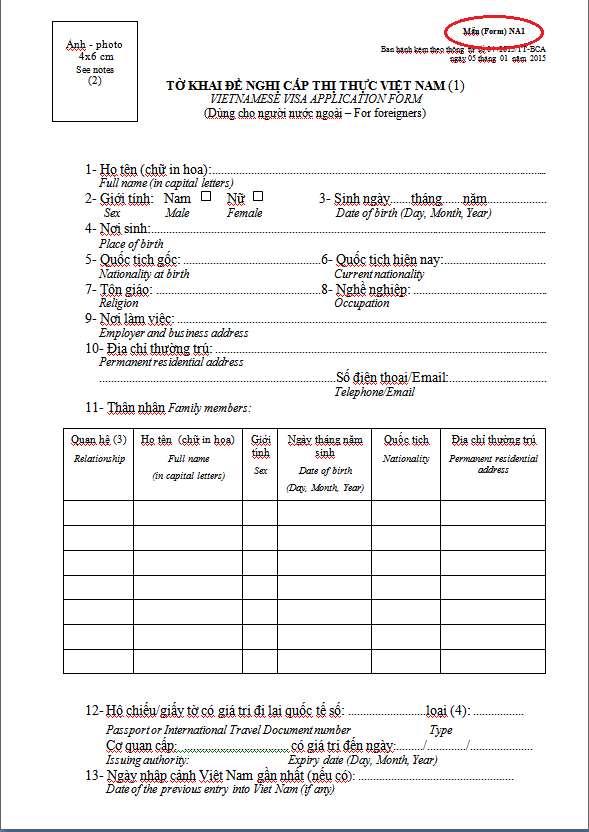 Mẫu (Form) NA1
Ảnh - photo
4x6 cm
See notes
(2)
Ban hành kèm theo thông tư số 04/2015/TT-BCA
ngày 05 tháng 01 năm 2015
TỜ KHAI ĐỀ NGHỊ CẤP THỊ THỰC VIỆT NAM (1)
VIETNAMESE VISA APPLICATION FORM
(Dùng cho người nước ngoài – For foreigners)
1- Họ tên (chữ in hoa):
Full name (in capital letters)
2- Giới tính: Nam Nữ 3- Sinh ngày.......tháng.......năm
Sex Male Female Date of birth (Day, Month, Year)
4- Nơi sinh:
Place of birth
5- Quốc tịch gốc: 6- Quốc tịch hiện nay:
Nationality at birth Current nationality
7- Tôn giáo: 8- Nghề nghiệp:
Religion Occupation
9- Nơi làm việc:
Employer and business address
10- Địa chỉ thường trú:
Permanent residential address
Số điện thoại/Email:
Telephone/Email
11- Thân nhân Family members:
Quan hệ (3) Họ tên (chữ in hoa) Giới tính Ngày tháng năm sinh Quốc tịch Địa chỉ thường trú
Relationship Full name Sex Date of birth Nationality Permanent residential address
(in capital letters) (Day, Month, Year)
12- Hộ chiếu/giấy tờ có giá trị đi lại quốc tế số: loại (4):
Passport or International Travel Document number Type
Cơ quan cấp: có giá trị đến ngày:........./............./
Issuing authority: Expiry date (Day, Month, Year)
13- Ngày nhập cảnh Việt Nam gần nhất (nếu có):
Date of the previous entry into Viet Nam (if any)